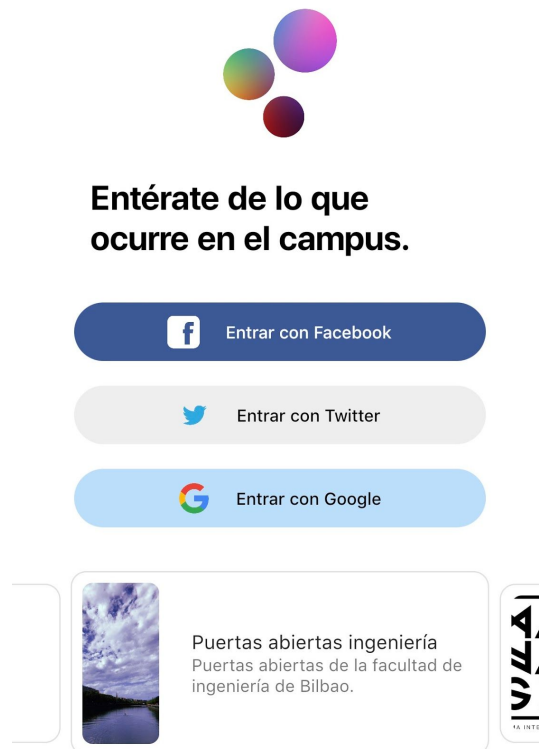 Entérate de lo que
ocurre en el campus.
Entrar con Facebook
Entrar con Twitter
Entrar con Google
Puertas abiertas ingeniería
Puertas abiertas de la facultad de
ingeniería de Bilbao.